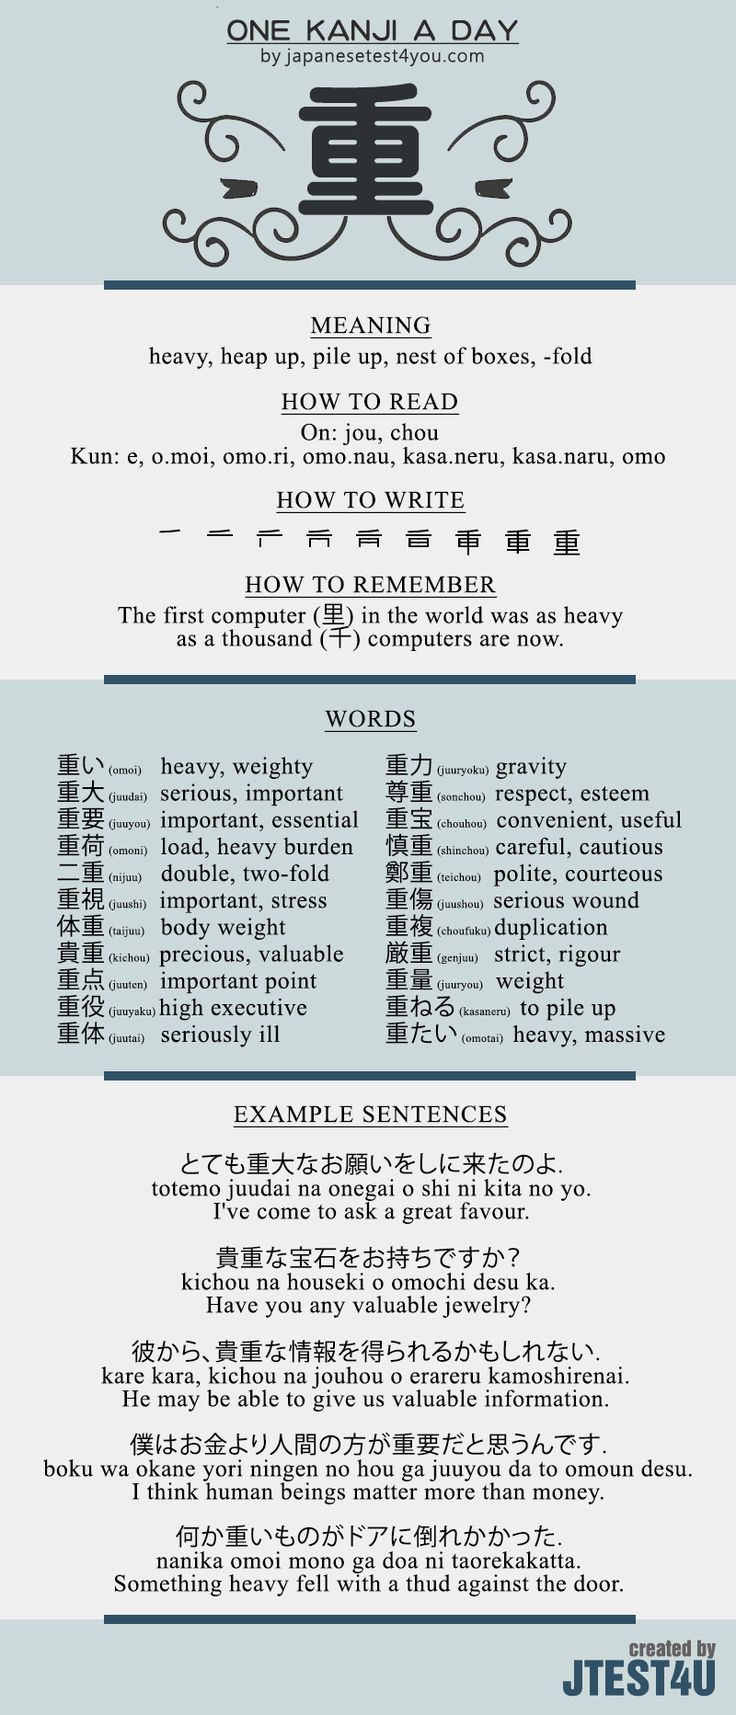 ONE KANJI A DAY
by japanesetest4you.com
重
MEANING
heavy, heap up, pile up, nest of boxes, -fold
HOW TO READ
On: jou, chou
Kun: e, o.moi, omo.ri, omo.nau, kasa.neru, kasa.naru, omo
HOW TO WRITE
重
HOW TO REMEMBER
The first computer (里) in the world was as heavy
as a thousand (千) computers are now.
WORDS
重い (omoi) heavy, weighty
重大 (juudai) serious, important
重要 (juuyou) important, essential
重荷 (omoni) load, heavy burden
二重 (nijuu) double, two-fold
重視 (juushi) important, stress
体重 (taijuu) body weight
貴重 (kichou) precious, valuable
重点 (juuten) important point
重役 (juuyaku) high executive
重体 (juutai) seriously ill
重力 (juuryoku) gravity
尊重 (sonchou) respect, esteem
重宝 (chouhou) convenient, useful
慎重 (shinchou) careful, cautious
鄭重 (teichou) polite, courteous
重傷 (juushou) serious wound
重複 (choufuku) duplication
厳重 (genjuu) strict, rigour
重量 (juuryou) weight
重ねる (kasaneru) to pile up
重たい (omotai) heavy, massive
EXAMPLE SENTENCES
とても重大なお願いをしに来たのよ.
totemo juudai na onegai o shi ni kita no yo.
I've come to ask a great favour.
貴重な宝石をお持ちですか?
kichou na houseki o omochi desu ka.
Have you any valuable jewelry?
彼から、貴重な情報を得られるかもしれない.
kare kara, kichou na jouhou o erareru kamoshirenai.
He may be able to give us valuable information.
僕はお金より人間の方が重要だと思うんです.
boku wa okane yori ningen no hou ga juuyou da to omoun desu.
I think human beings matter more than money.
何か重いものがドアに倒れかかった.
nanika omoi mono ga doa ni taorekakatta.
Something heavy fell with a thud against the door.
created by
JTEST4U